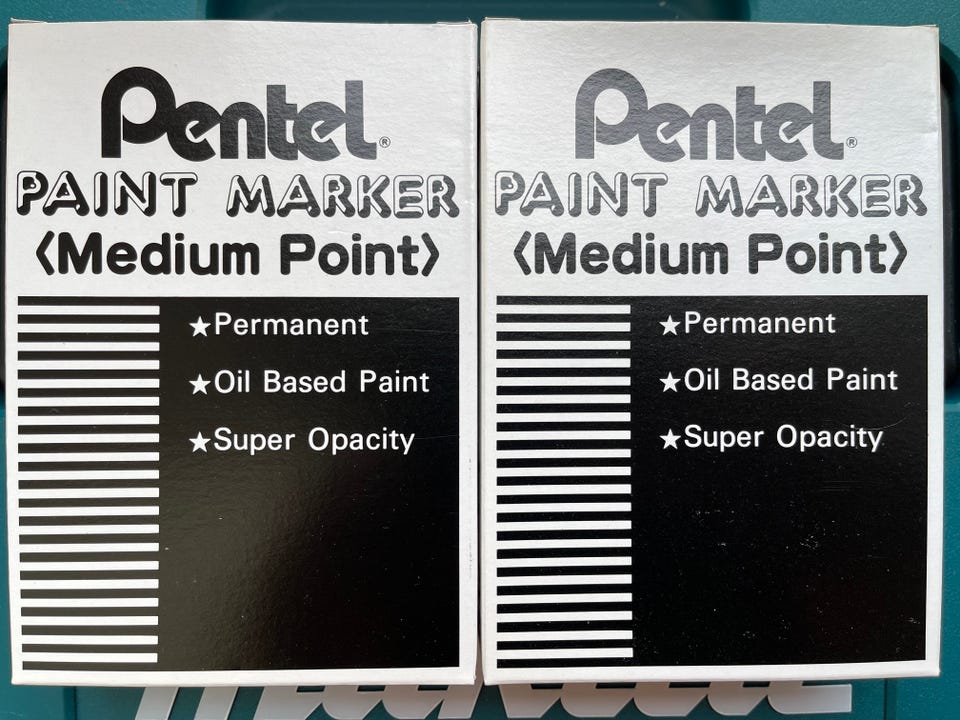 Pentel®
PAINT MARKER
〈Medium Point〉
★Permanent
★Oil Based Paint
★Super Opacity
Pentel®
PAINT MARKER
〈Medium Point〉
★Permanent
★Oil Based Paint
★Super Opacity